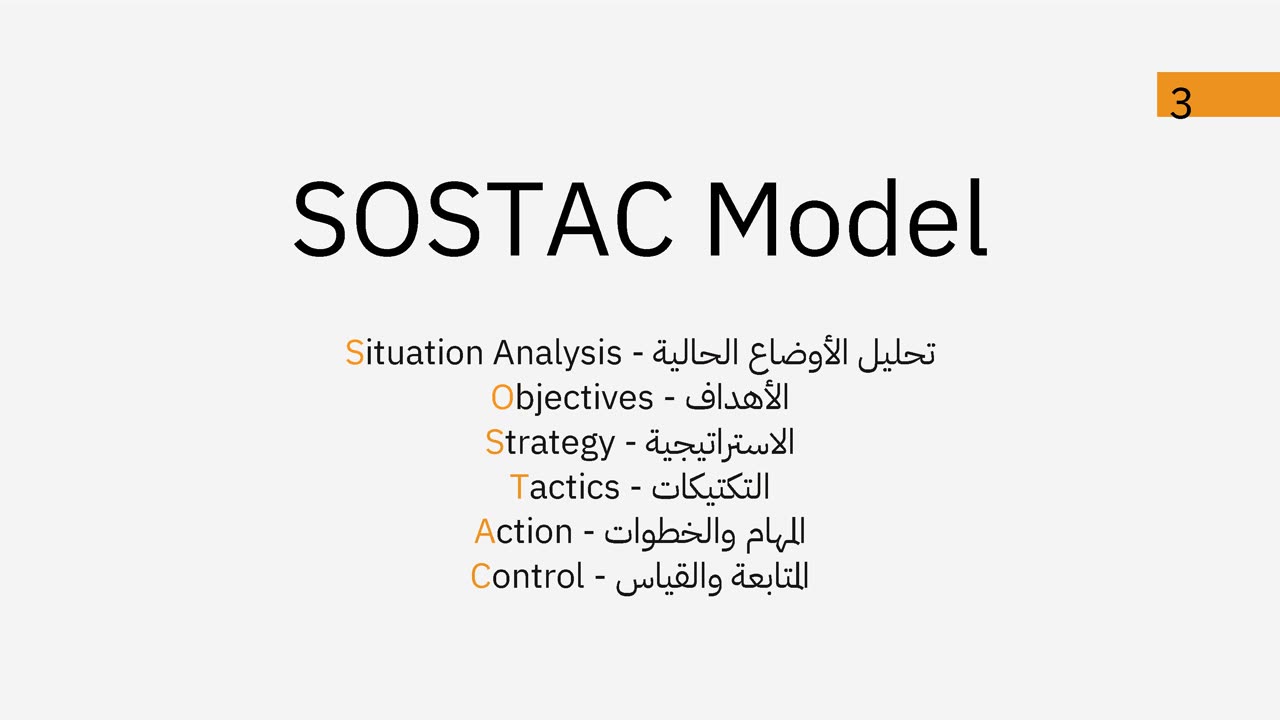 3
SOSTAC Model
Situation Analysis - تحليل الأوضاع الحالية
Objectives - الأهداف
Strategy - الاستراتيجية
Tactics - التكتيكات
Action - المهام والخطوات
Control - المتابعة والقياس